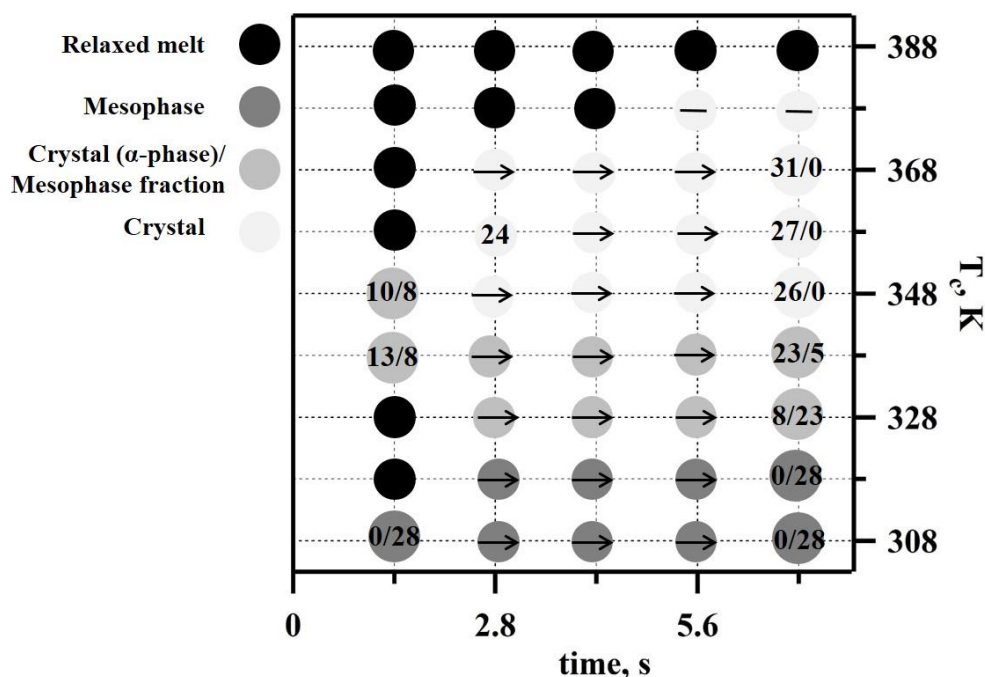 Relaxed melt
Mesophase
Crystal (α-phase)/
Mesophase fraction
Crystal
388
368
31/0
24
27/0
10/8
26/0
348
13/8
23/5
8/23
328
0/28
0/28
0/28
308
T_c, K
0
2.8
5.6
time, s